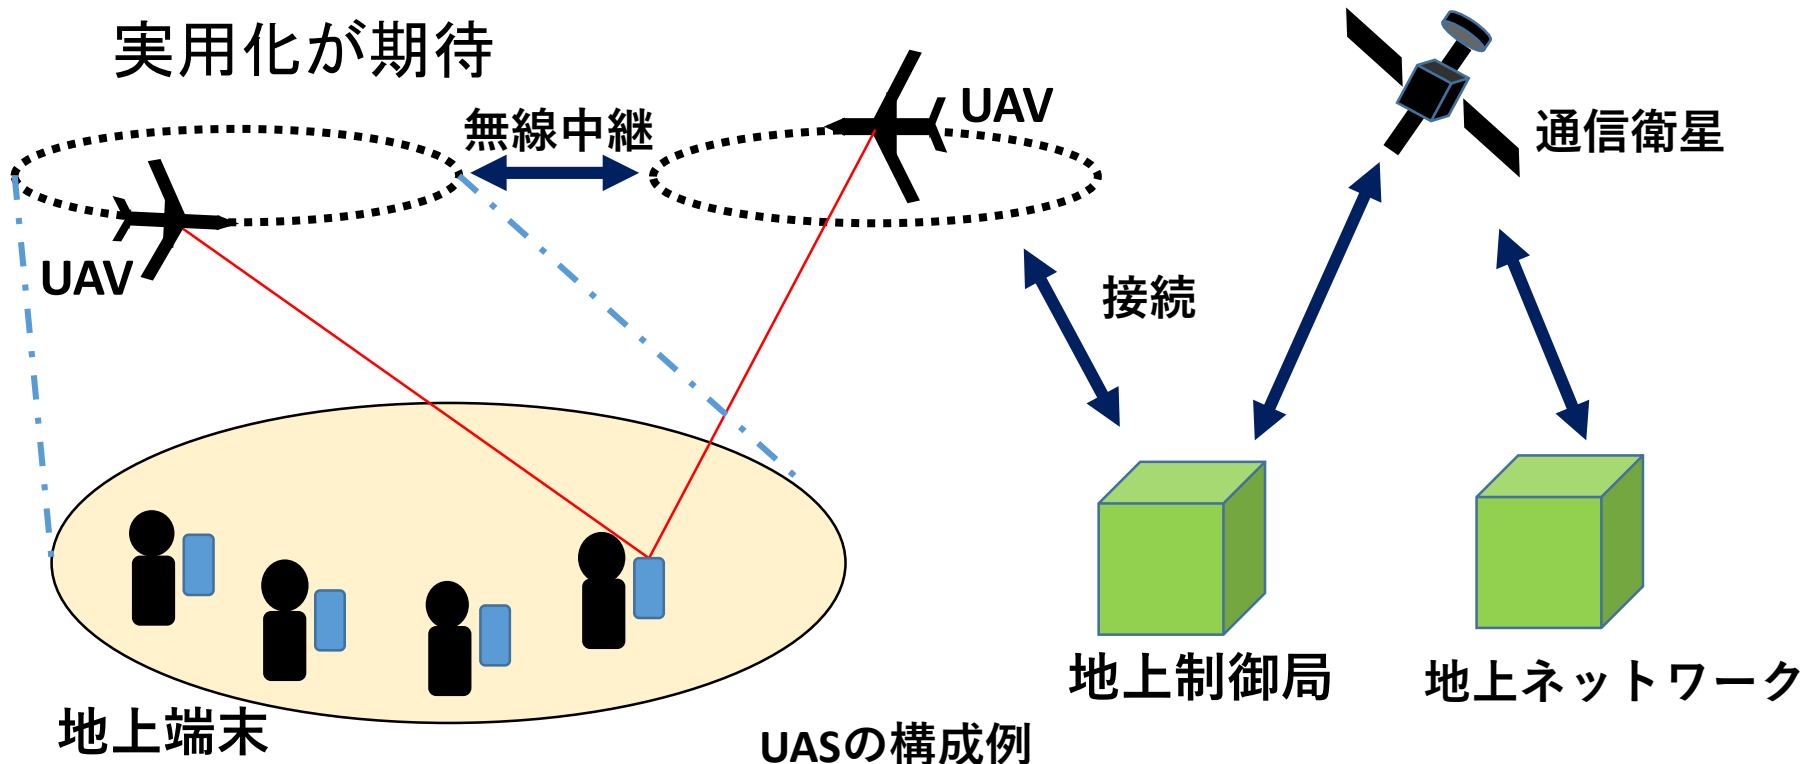 実用化が期待
無線中継
UAV
通信衛星
UAV
接続
地上制御局
地上ネットワーク
地上端末
UASの構成例